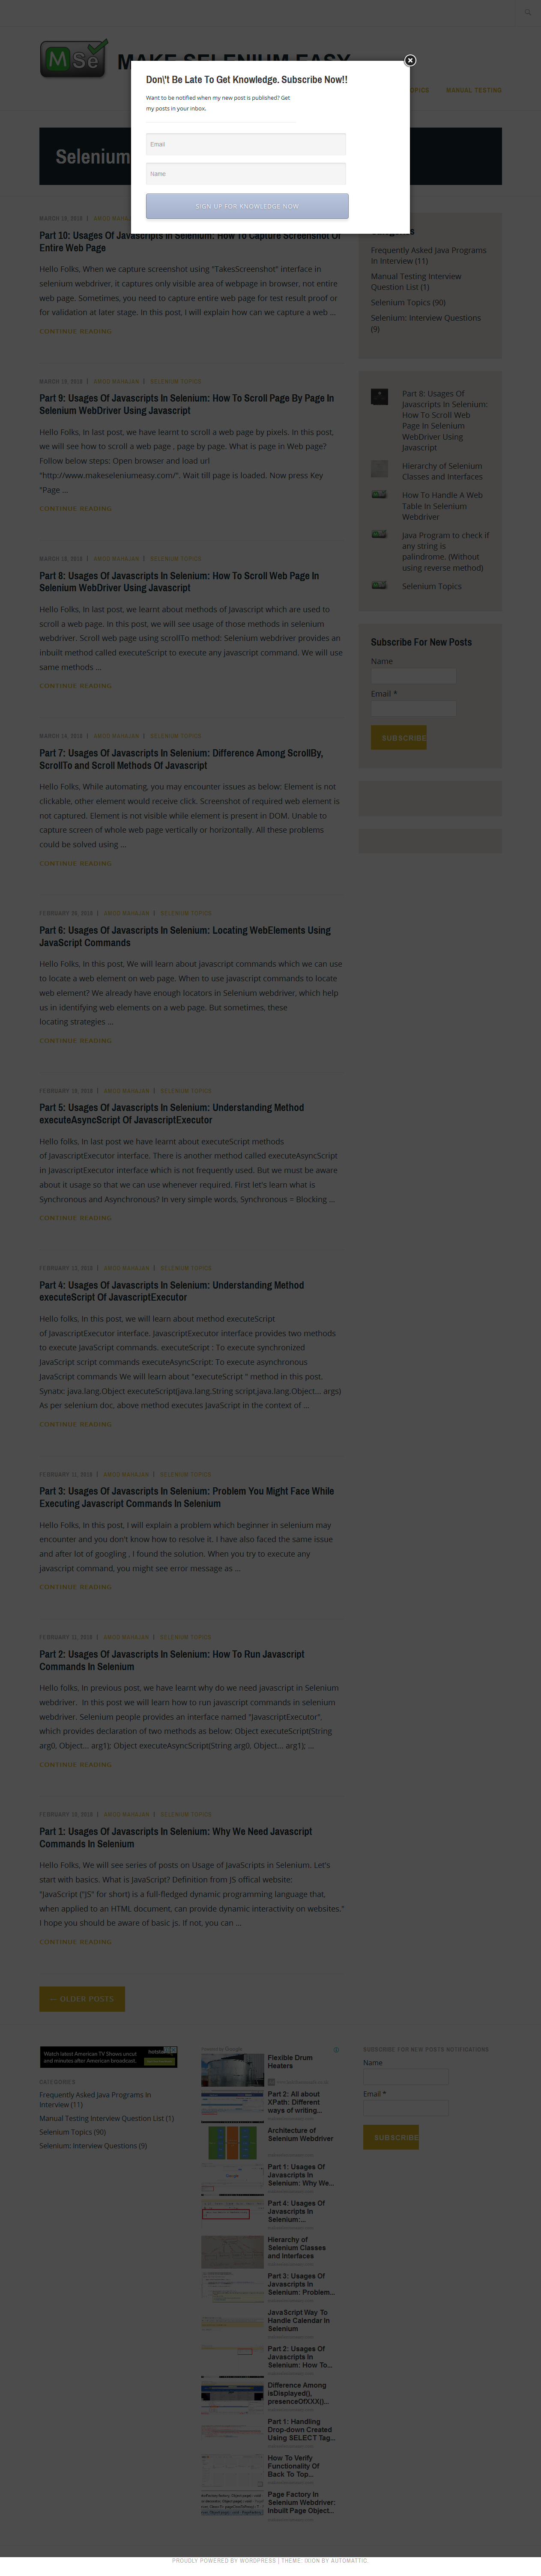 MAKE SELENIUM EASY
TOPICS
MANUAL TESTING
Selenium
Don\'t Be Late To Get Knowledge. Subscribe Now!!
Want to be notified when my new post is published? Get
my posts in your inbox.
Email
Name
SIGN UP FOR KNOWLEDGE NOW
Part 10: Usages Of Javascripts In Selenium: How To Capture Screenshot Of
Entire Web Page
Hello Folks, When we capture screenshot using "TakesScreenshot" interface in
selenium webdriver, it captures only visible area of webpage in browser, not entire
web page. Sometimes, you need to capture entire web page for test result proof or
for validation at later stage. In this post, I will explain how can we capture a web ...
CONTINUE READING
AMOD MAHAJAN | SELENIUM TOPICS
Part 9: Usages Of Javascripts In Selenium: How To Scroll Page By Page In
Selenium WebDriver Using Javascript
Hello Folks, In last post, we have learnt to scroll a web page by pixels. In this post,
we will see how to scroll a web page , page by page. What is page in Web page?
Follow below steps: Open browser and load url
"http://www.makeseleniumeasy.com/". Wait till page is loaded. Now press Key
"Page ...
CONTINUE READING
AMOD MAHAJAN | SELENIUM TOPICS
Part 8: Usages Of Javascripts In Selenium: How To Scroll Web Page In
Selenium WebDriver Using Javascript
Hello Folks, In last post, we learnt about methods of Javascript which are used to
scroll a web page. In this post, we will see usage of those methods in selenium
webdriver. Scroll web page using scrollTo method: Selenium webdriver provides an
inbuilt method called executeScript to execute any javascript command. We will use
same methods ...
CONTINUE READING
AMOD MAHAJAN | SELENIUM TOPICS
Part 7: Usages Of Javascripts In Selenium: Difference Among ScrollBy,
ScrollTo and Scroll Methods Of Javascript
Hello Folks, While automating, you may encounter issues as below: Element is not
clickable, other element would receive click. Screenshot of required web element is
not captured. Element is not visible while element is present in DOM. Unable to
capture screen of whole web page vertically or horizontally. All these problems
could be solved using ...
CONTINUE READING
AMOD MAHAJAN | SELENIUM TOPICS
Part 6: Usages Of Javascripts In Selenium: Locating WebElements Using
JavaScript Commands
Hello Folks, In this post, We will learn about javascript commands which we can use
to locate a web element on web page. When to use javascript commands to locate
web element? We already have enough locators in Selenium webdriver, which help
us in identifying web elements on a web page. But sometimes, these
locating strategies ...
CONTINUE READING
AMOD MAHAJAN | SELENIUM TOPICS
Part 5: Usages Of Javascripts In Selenium: Understanding Method
executeAsyncScript Of JavascriptExecutor
Hello folks, In last post we have learnt about executeScript methods
of JavascriptExecutor interface. There is another method called executeAsyncScript
in JavascriptExecutor interface which is not frequently used. But we must be aware
about it usage so that we can use whenever required. First let's learn what is
Synchronous and Asynchronous? In very simple words, Synchronous = Blocking ...
CONTINUE READING
AMOD MAHAJAN | SELENIUM TOPICS
Part 4: Usages Of Javascripts In Selenium: Understanding Method
executeScript Of JavascriptExecutor
Hello folks, In this post, we will learn about method executeScript
of JavascriptExecutor interface. JavascriptExecutor interface provides two methods
to execute JavaScript commands. executeScript : To execute synchronized
JavaScript script commands executeAsyncScript: To execute asynchronous
JavaScript commands We will learn about "executeScript " method in this post.
Synatx: java.lang.Object executeScript(java.lang.String script,java.lang.Object... args)
As per selenium doc, above method executes JavaScript in the context of ...
CONTINUE READING
AMOD MAHAJAN | SELENIUM TOPICS
Part 3: Usages Of Javascripts In Selenium: Problem You Might Face While
Executing Javascript Commands In Selenium
Hello Folks, In this post, I will explain a problem which beginner in selenium may
encounter and you don't know how to resolve it. I have also faced the same issue
and after lot of googling , I found the solution. When you try to execute any
javascript command, you might see error message as ...
CONTINUE READING
AMOD MAHAJAN | SELENIUM TOPICS
Part 2: Usages Of Javascripts In Selenium: How To Run Javascript
Commands In Selenium
Hello folks, In previous post, we have learnt why do we need javascript in Selenium
webdriver.  In this post we will learn how to run javascript commands in selenium
webdriver. Selenium people provides an interface named "JavascriptExecutor".
which provides declaration of two methods as below: Object executeScript(String
arg0, Object... arg1); Object executeAsyncScript(String arg0, Object... arg1); ...
CONTINUE READING
AMOD MAHAJAN | SELENIUM TOPICS
Part 1: Usages Of Javascripts In Selenium: Why We Need Javascript
Commands In Selenium
Hello Folks, We will see series of posts on Usage of JavaScripts in Selenium. Let's
start with basics. What is JavaScript? Definition from JS offical website:
"JavaScript ("JS" for short) is a full-fledged dynamic programming language that,
when applied to an HTML document, can provide dynamic interactivity on websites."
I hope you should be aware of basic js. If not, you can ...
CONTINUE READING
← OLDER POSTS
Frequently Asked Java Programs
In Interview (11)
Manual Testing Interview
Question List (1)
Selenium Topics (90)
Selenium: Interview Questions
(9)
Part 8: Usages Of
Javascripts In Selenium:
How To Scroll Web
Page In Selenium
WebDriver Using
Javascript
Hierarchy of Selenium
Classes and Interfaces
How To Handle A Web
Table In Selenium
Webdriver
Java Program to check if
any string is
palindrome. (Without
using reverse method)
Selenium Topics
Subscribe For New Posts
Name
Email *
SUBSCRIBE
Watch latest American TV Shows uncut
and minutes after American broadcast.
hotstar
CATEGORIES
Frequently Asked Java Programs In
Interview (11)
Manual Testing Interview Question List (1)
Selenium Topics (90)
Selenium: Interview Questions (9)
Flexible Drum
Heaters
Part 2: All about
XPath: Different
ways of writing...
Architecture of
Selenium Webdriver
Part 1: Usages Of
Javascripts In
Selenium: Why We...
Part 4: Usages Of
Javascripts In
Selenium:...
Hierarchy of
Selenium Classes
and Interfaces
Part 3: Usages Of
Javascripts In
Selenium: Problem...
JavaScript Way To
Handle Calendar In
Selenium
Part 2: Usages Of
Javascripts In
Selenium: How To...
Difference Among
isDisplayed(),
presenceOfXXX()...
Part 1: Handling
Drop-down Created
Using SELECT Tag...
How To Verify
Functionality Of
Back To Top...
Page Factory In
Selenium Webdriver:
Inbuilt Page Object...
SUBSCRIBE FOR NEW POSTS NOTIFICATIONS
Name
Email *
SUBSCRIBE
PROUDLY POWERED BY WORDPRESS | THEME: IXION BY AUTOMATTIC.